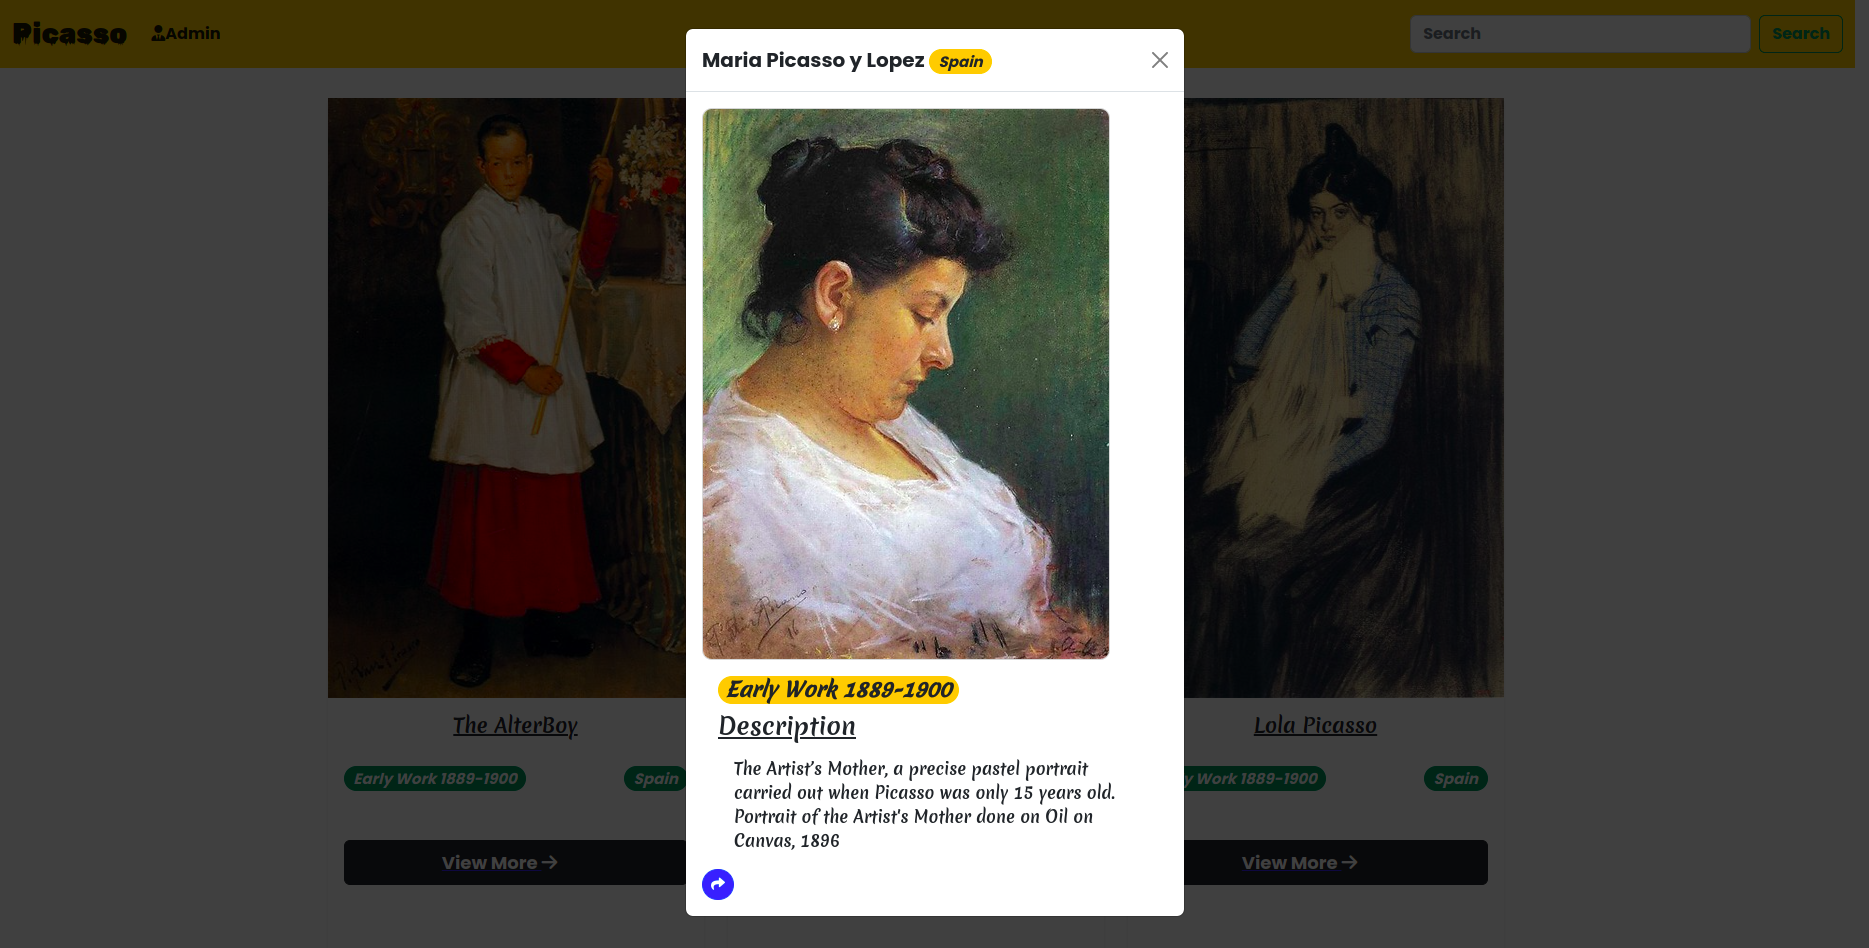 Picasso
Admin
Search
Search
Maria Picasso y Lopez Spain
Early Work 1889-1900
Description
The Artist's Mother, a precise pastel portrait
carried out when Picasso was only 15 years old.
Portrait of the Artist's Mother done on Oil on
Canvas, 1896
The AlterBoy
Early Work 1889-1900
Spain
View More
Lola Picasso
y Work 1889-1900
Spain
View More